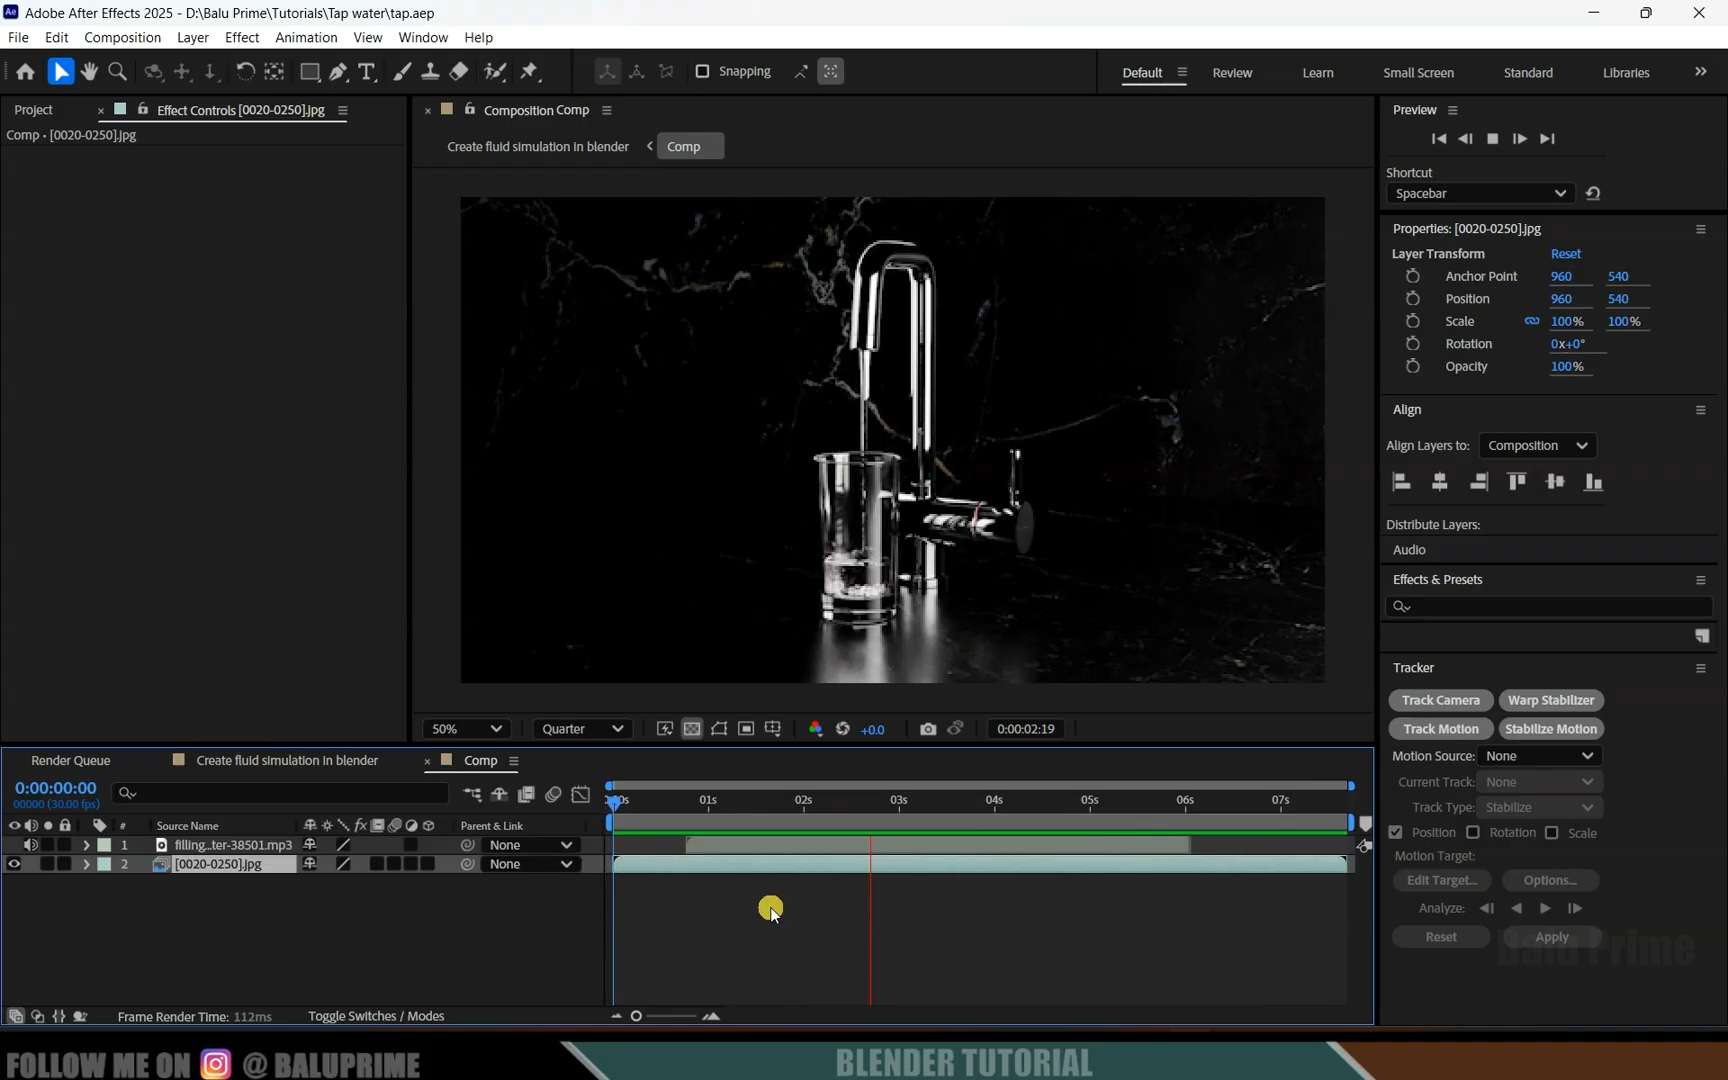 Adobe After Effects 2025 - D:\Balu Prime\Tutorials\Tap water\tap.aep
File Edit Composition Layer Effect Animation View Window Help
Snapping
Default Review Learn Small Screen Standard Libraries
Project
Effect Controls [0020-0250].jpg
Comp • [0020-0250].jpg
Composition Comp
Create fluid simulation in blender Comp
50% Quarter +0.0 0:00:02:19
Preview
Shortcut
Spacebar
Properties: [0020-0250].jpg
Layer Transform Reset
Anchor Point 960 540
Position 960 540
Scale 100% 100%
Rotation 0x+0°
Opacity 100%
Align
Align Layers to: Composition
Distribute Layers:
Audio
Effects & Presets
Tracker
Track Camera Warp Stabilizer
Track Motion Stabilize Motion
Motion Source: None
Current Track: None
Track Type: Stabilize
Position Rotation Scale
Motion Target:
Edit Target... Options...
Analyze:
Reset Apply
Balu Prime
Render Queue Create fluid simulation in blender Comp
0:00:00:00
00000 (30.00 fps)
01s 02s 03s 04s 05s 06s 07s
# Source Name Parent & Link
1 filling...ter-38501.mp3 None
2 [0020-0250].jpg None
Frame Render Time: 112ms Toggle Switches / Modes
FOLLOW ME ON @ BALUPRIME
BLENDER TUTORIAL